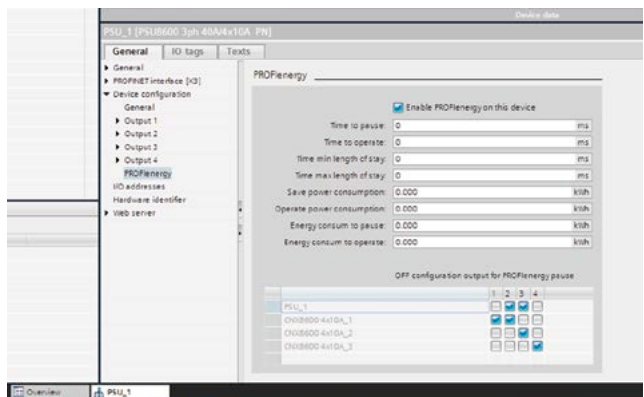 Device data
PSU_1 [PSU8600 3ph 40A/4x10A PN]
General IO tags Texts
General
PROFINET interface [X3]
Device configuration
General
Output 1
Output 2
Output 3
Output 4
PROFIenergy
I/O addresses
Hardware identifier
Web server
PROFIenergy
Enable PROFIenergy on this device
Time to pause: 0 ms
Time to operate: 0 ms
Time min length of stay: 0 ms
Time max length of stay: 0 ms
Save power consumption: 0.000 kWh
Operate power consumption: 0.000 kWh
Energy consum to pause: 0.000 kWh
Energy consum to operate: 0.000 kWh
OFF configuration output for PROFIenergy pause
1 2 3 4
PSU_1
CNX8600 4x10A_1
CNX8600 4x10A_2
CNX8600 4x10A_3
Overview PSU_1